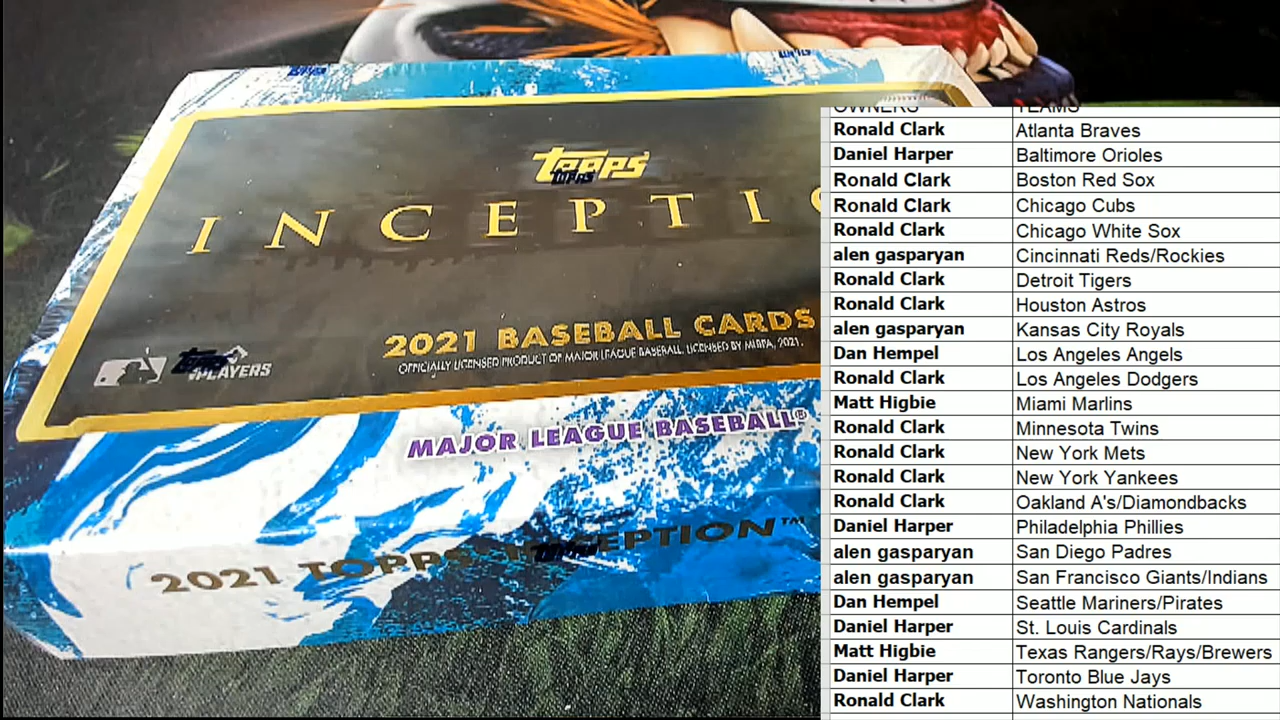 TOPPS
INCEPTIO
2021 BASEBALL CARDS
OFFICIALLY LICENSED PRODUCT OF MAJOR LEAGUE BASEBALL. LICENSED BY MLBPA, 2021.
PLAYERS
MAJOR LEAGUE BASEBALL®
2021 TOPPS INCEPTION™
OWNERS TEAMS
Ronald Clark Atlanta Braves
Daniel Harper Baltimore Orioles
Ronald Clark Boston Red Sox
Ronald Clark Chicago Cubs
Ronald Clark Chicago White Sox
alen gasparyan Cincinnati Reds/Rockies
Ronald Clark Detroit Tigers
Ronald Clark Houston Astros
alen gasparyan Kansas City Royals
Dan Hempel Los Angeles Angels
Ronald Clark Los Angeles Dodgers
Matt Higbie Miami Marlins
Ronald Clark Minnesota Twins
Ronald Clark New York Mets
Ronald Clark New York Yankees
Ronald Clark Oakland A's/Diamondbacks
Daniel Harper Philadelphia Phillies
alen gasparyan San Diego Padres
alen gasparyan San Francisco Giants/Indians
Dan Hempel Seattle Mariners/Pirates
Daniel Harper St. Louis Cardinals
Matt Higbie Texas Rangers/Rays/Brewers
Daniel Harper Toronto Blue Jays
Ronald Clark Washington Nationals